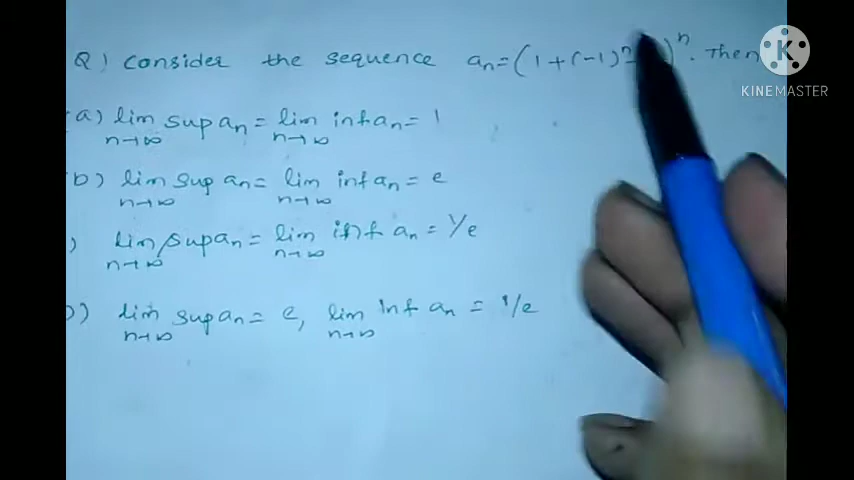 Q) Consider the sequence aₙ=(1+(-1)ⁿ )ⁿ. Then
a) lim sup aₙ = lim inf aₙ = 1
n→∞ n→∞
b) lim sup aₙ = lim inf aₙ = e
n→∞ n→∞
) lim sup aₙ = lim inf aₙ = 1/e
n→∞ n→∞
D) lim sup aₙ = e, lim inf aₙ = 1/e
n→∞ n→∞
K
KINEMASTER